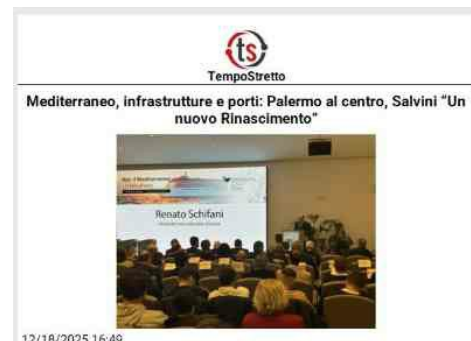 ts
TempoStretto
Mediterraneo, infrastrutture e porti: Palermo al centro, Salvini “Un
nuovo Rinascimento”
Renato Schifani
12/18/2025 16:49